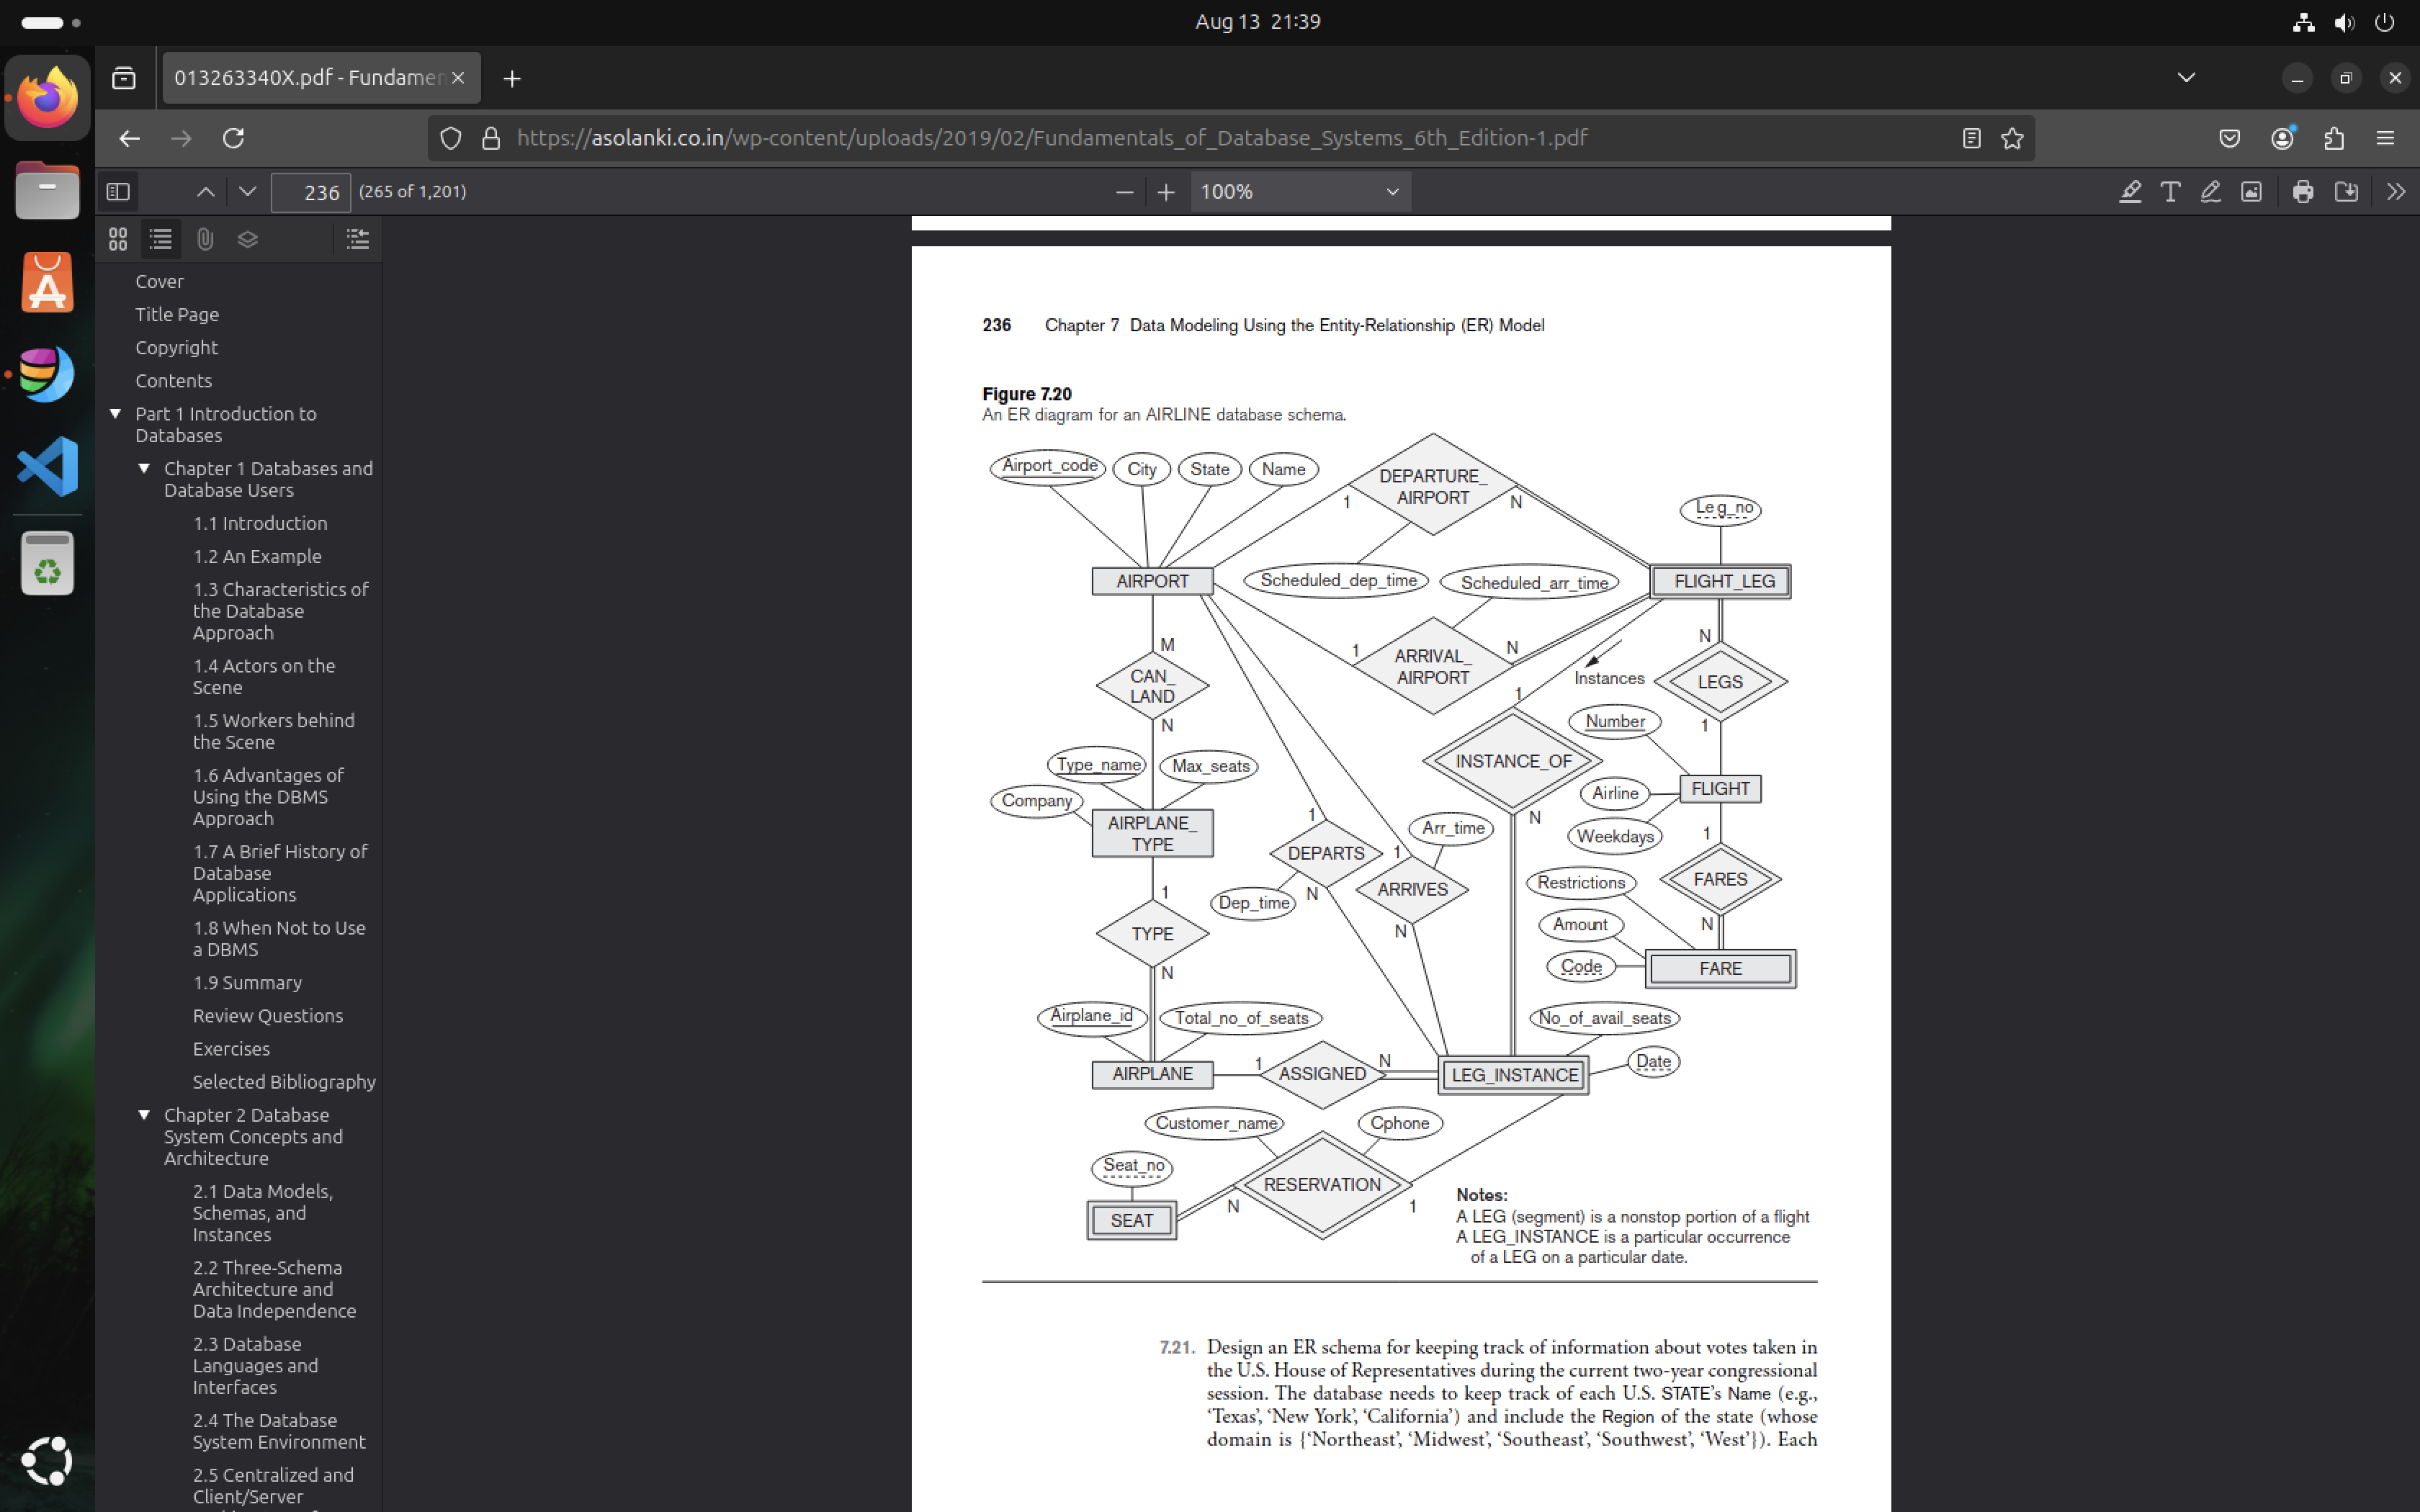 Aug 13 21:39
013263340X.pdf - Fundamen
https://asolanki.co.in/wp-content/uploads/2019/02/Fundamentals_of_Database_Systems_6th_Edition-1.pdf
236
(265 of 1,201)
100%
Cover
Title Page
Copyright
Contents
Part 1 Introduction to
Databases
Chapter 1 Databases and
Database Users
1.1 Introduction
1.2 An Example
1.3 Characteristics of
the Database
Approach
1.4 Actors on the
Scene
1.5 Workers behind
the Scene
1.6 Advantages of
Using the DBMS
Approach
1.7 A Brief History of
Database
Applications
1.8 When Not to Use
a DBMS
1.9 Summary
Review Questions
Exercises
Selected Bibliography
Chapter 2 Database
System Concepts and
Architecture
2.1 Data Models,
Schemas, and
Instances
2.2 Three-Schema
Architecture and
Data Independence
2.3 Database
Languages and
Interfaces
2.4 The Database
System Environment
2.5 Centralized and
Client/Server
236 Chapter 7 Data Modeling Using the Entity-Relationship (ER) Model
Figure 7.20
An ER diagram for an AIRLINE database schema.
Airport_code City State Name
DEPARTURE_
AIRPORT
1 N
Leg_no
AIRPORT
Scheduled_dep_time
Scheduled_arr_time
FLIGHT_LEG
M
N
CAN_
LAND
N
1 N
ARRIVAL_
AIRPORT
Instances
LEGS
1
1
Number
INSTANCE_OF
Type_name
Max_seats
Company
AIRPLANE_
TYPE
Airline
FLIGHT
Weekdays
1
N
1
DEPARTS
1
Arr_time
ARRIVES
Dep_time
N
N
Restrictions
FARES
Amount
N
Code
FARE
1
TYPE
N
Airplane_id
Total_no_of_seats
No_of_avail_seats
AIRPLANE
1
ASSIGNED
N
LEG_INSTANCE
Date
Customer_name
Cphone
Seat_no
RESERVATION
SEAT
N
1
Notes:
A LEG (segment) is a nonstop portion of a flight
A LEG_INSTANCE is a particular occurrence
of a LEG on a particular date.
7.21. Design an ER schema for keeping track of information about votes taken in
the U.S. House of Representatives during the current two-year congressional
session. The database needs to keep track of each U.S. STATE’s Name (e.g.,
‘Texas’, ‘New York’, ‘California’) and include the Region of the state (whose
domain is {‘Northeast’, ‘Midwest’, ‘Southeast’, ‘Southwest’, ‘West’}). Each